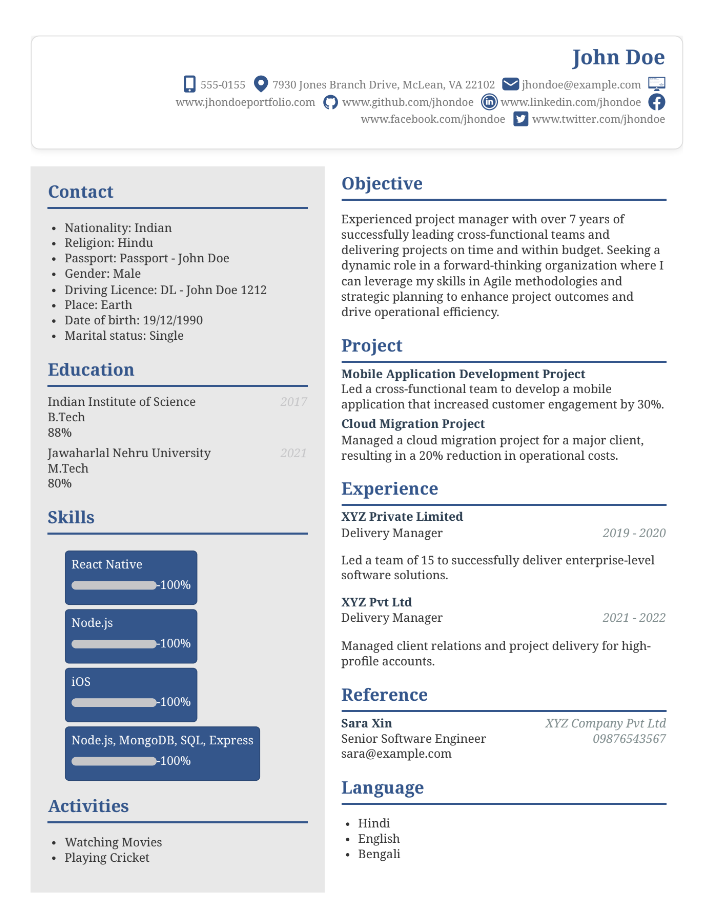 John Doe
555-0155 7930 Jones Branch Drive, McLean, VA 22102 jhondoe@example.com
www.jhondoeportfolio.com www.github.com/jhondoe www.linkedin.com/jhondoe
www.facebook.com/jhondoe www.twitter.com/jhondoe
Contact
• Nationality: Indian
• Religion: Hindu
• Passport: Passport - John Doe
• Gender: Male
• Driving Licence: DL - John Doe 1212
• Place: Earth
• Date of birth: 19/12/1990
• Marital status: Single
Education
Indian Institute of Science 2017
B.Tech
88%
Jawaharlal Nehru University 2021
M.Tech
80%
Skills
React Native
-100%
Node.js
-100%
iOS
-100%
Node.js, MongoDB, SQL, Express
-100%
Activities
• Watching Movies
• Playing Cricket
Objective
Experienced project manager with over 7 years of
successfully leading cross-functional teams and
delivering projects on time and within budget. Seeking a
dynamic role in a forward-thinking organization where I
can leverage my skills in Agile methodologies and
strategic planning to enhance project outcomes and
drive operational efficiency.
Project
Mobile Application Development Project
Led a cross-functional team to develop a mobile
application that increased customer engagement by 30%.
Cloud Migration Project
Managed a cloud migration project for a major client,
resulting in a 20% reduction in operational costs.
Experience
XYZ Private Limited
Delivery Manager 2019 - 2020
Led a team of 15 to successfully deliver enterprise-level
software solutions.
XYZ Pvt Ltd
Delivery Manager 2021 - 2022
Managed client relations and project delivery for high-
profile accounts.
Reference
Sara Xin XYZ Company Pvt Ltd
Senior Software Engineer 09876543567
sara@example.com
Language
• Hindi
• English
• Bengali